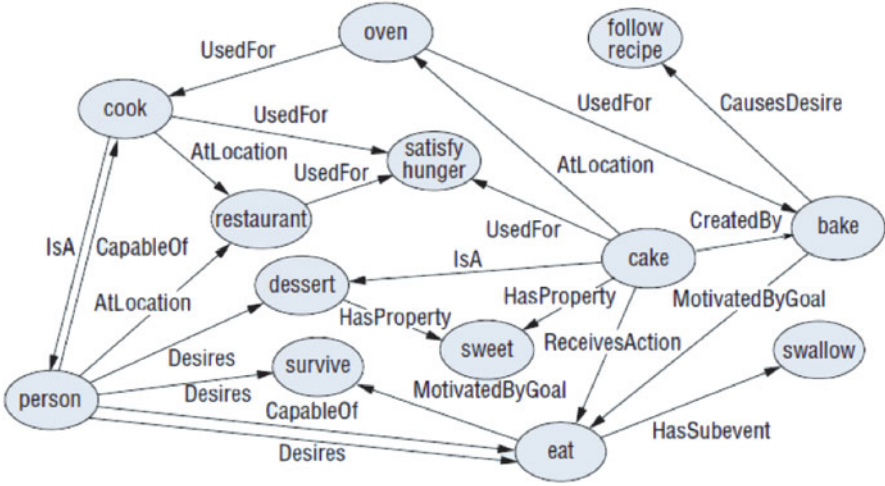 oven
follow
recipe
UsedFor
cook
UsedFor
UsedFor
CausesDesire
AtLocation
satisfy
hunger
UsedFor
AtLocation
restaurant
UsedFor
CreatedBy
bake
IsA
CapableOf
IsA
cake
dessert
HasProperty
MotivatedByGoal
AtLocation
HasProperty
ReceivesAction
sweet
swallow
Desires
survive
MotivatedByGoal
person
Desires
CapableOf
HasSubevent
eat
Desires